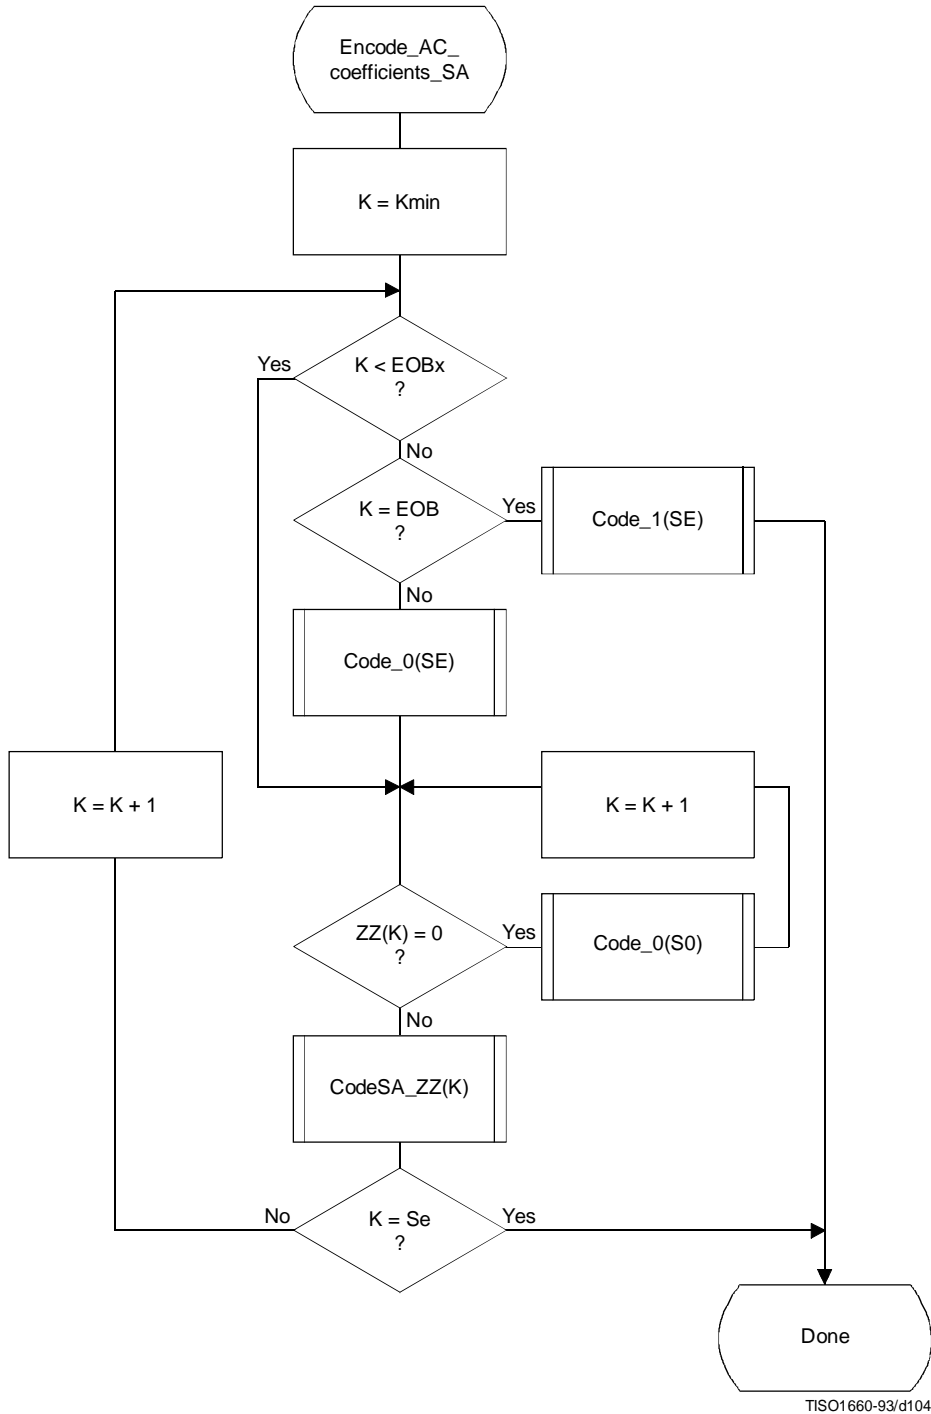 Encode_AC_
coefficients_SA
K = Kmin
Yes
K < EOBx
?
No
K = EOB
?
Yes
Code_1(SE)
No
Code_0(SE)
K = K + 1
K = K + 1
ZZ(K) = 0
?
Yes
Code_0(S0)
No
CodeSA_ZZ(K)
No
K = Se
?
Yes
Done
TISO1660-93/d104